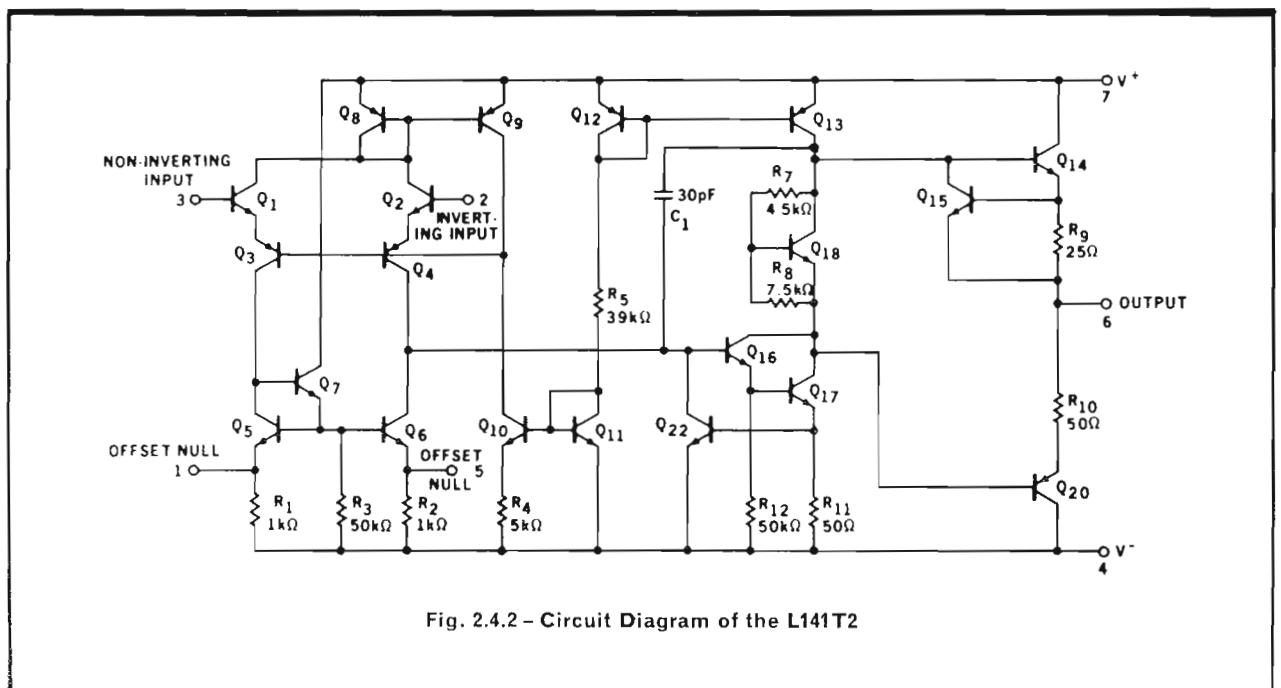 V+
7
Q8
Q9
Q12
Q13
NON-INVERTING
INPUT
3
Q1
Q2
2
INVERT-
ING INPUT
30pF
C1
R7
4.5kΩ
Q14
Q15
Q3
Q4
Q18
R9
25Ω
R8
7.5kΩ
R5
39kΩ
OUTPUT
6
Q16
Q7
Q17
Q5
Q6
Q10
Q11
Q22
R10
50Ω
OFFSET NULL
1
OFFSET
5
NULL
Q20
R1
1kΩ
R3
50kΩ
R2
1kΩ
R4
5kΩ
R12
50kΩ
R11
50Ω
V-
4
Fig. 2.4.2 – Circuit Diagram of the L141T2